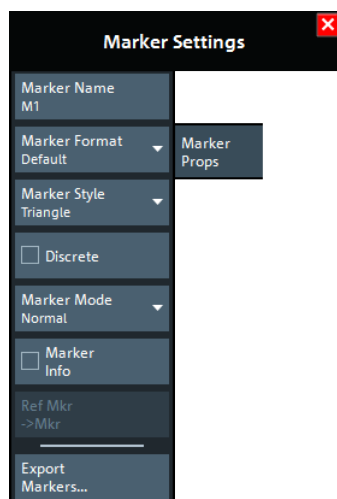 Marker Settings
Marker Name
M1
Marker Format
Default
Marker
Props
Marker Style
Triangle
Discrete
Marker Mode
Normal
Marker
Info
Ref Mkr
->Mkr
Export
Markers...